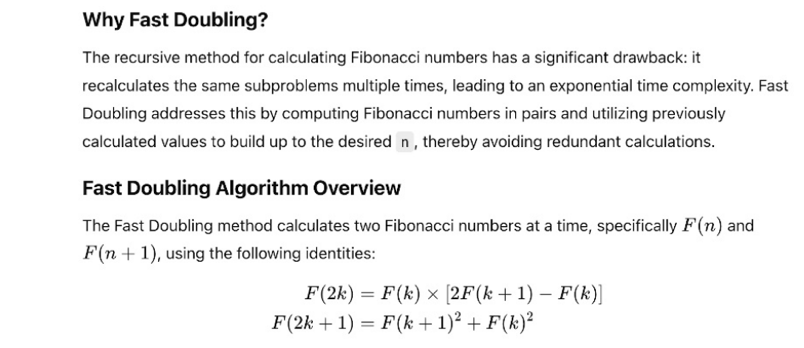 Why Fast Doubling?
The recursive method for calculating Fibonacci numbers has a significant drawback: it
recalculates the same subproblems multiple times, leading to an exponential time complexity. Fast
Doubling addresses this by computing Fibonacci numbers in pairs and utilizing previously
calculated values to build up to the desired n, thereby avoiding redundant calculations.
Fast Doubling Algorithm Overview
The Fast Doubling method calculates two Fibonacci numbers at a time, specifically F(n) and
F(n + 1), using the following identities:
F(2k) = F(k) × [2F(k + 1) − F(k)]
F(2k + 1) = F(k + 1)² + F(k)²